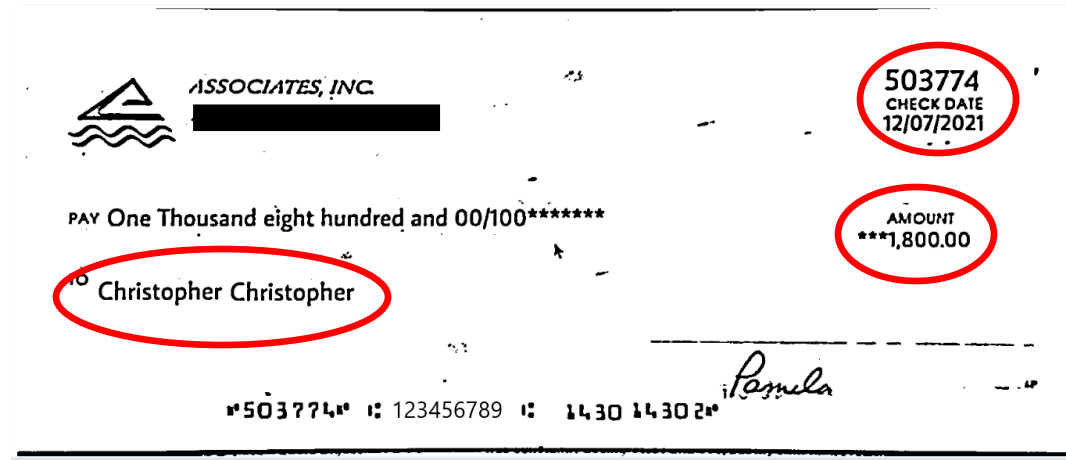 ASSOCIATES, INC.
503774
CHECK DATE
12/07/2021
PAY One Thousand eight hundred and 00/100*******
AMOUNT
***1,800.00
TO
Christopher Christopher
Pamela
⑈503774⑈ ⑆ 123456789 ⑆ 1430 14302⑈